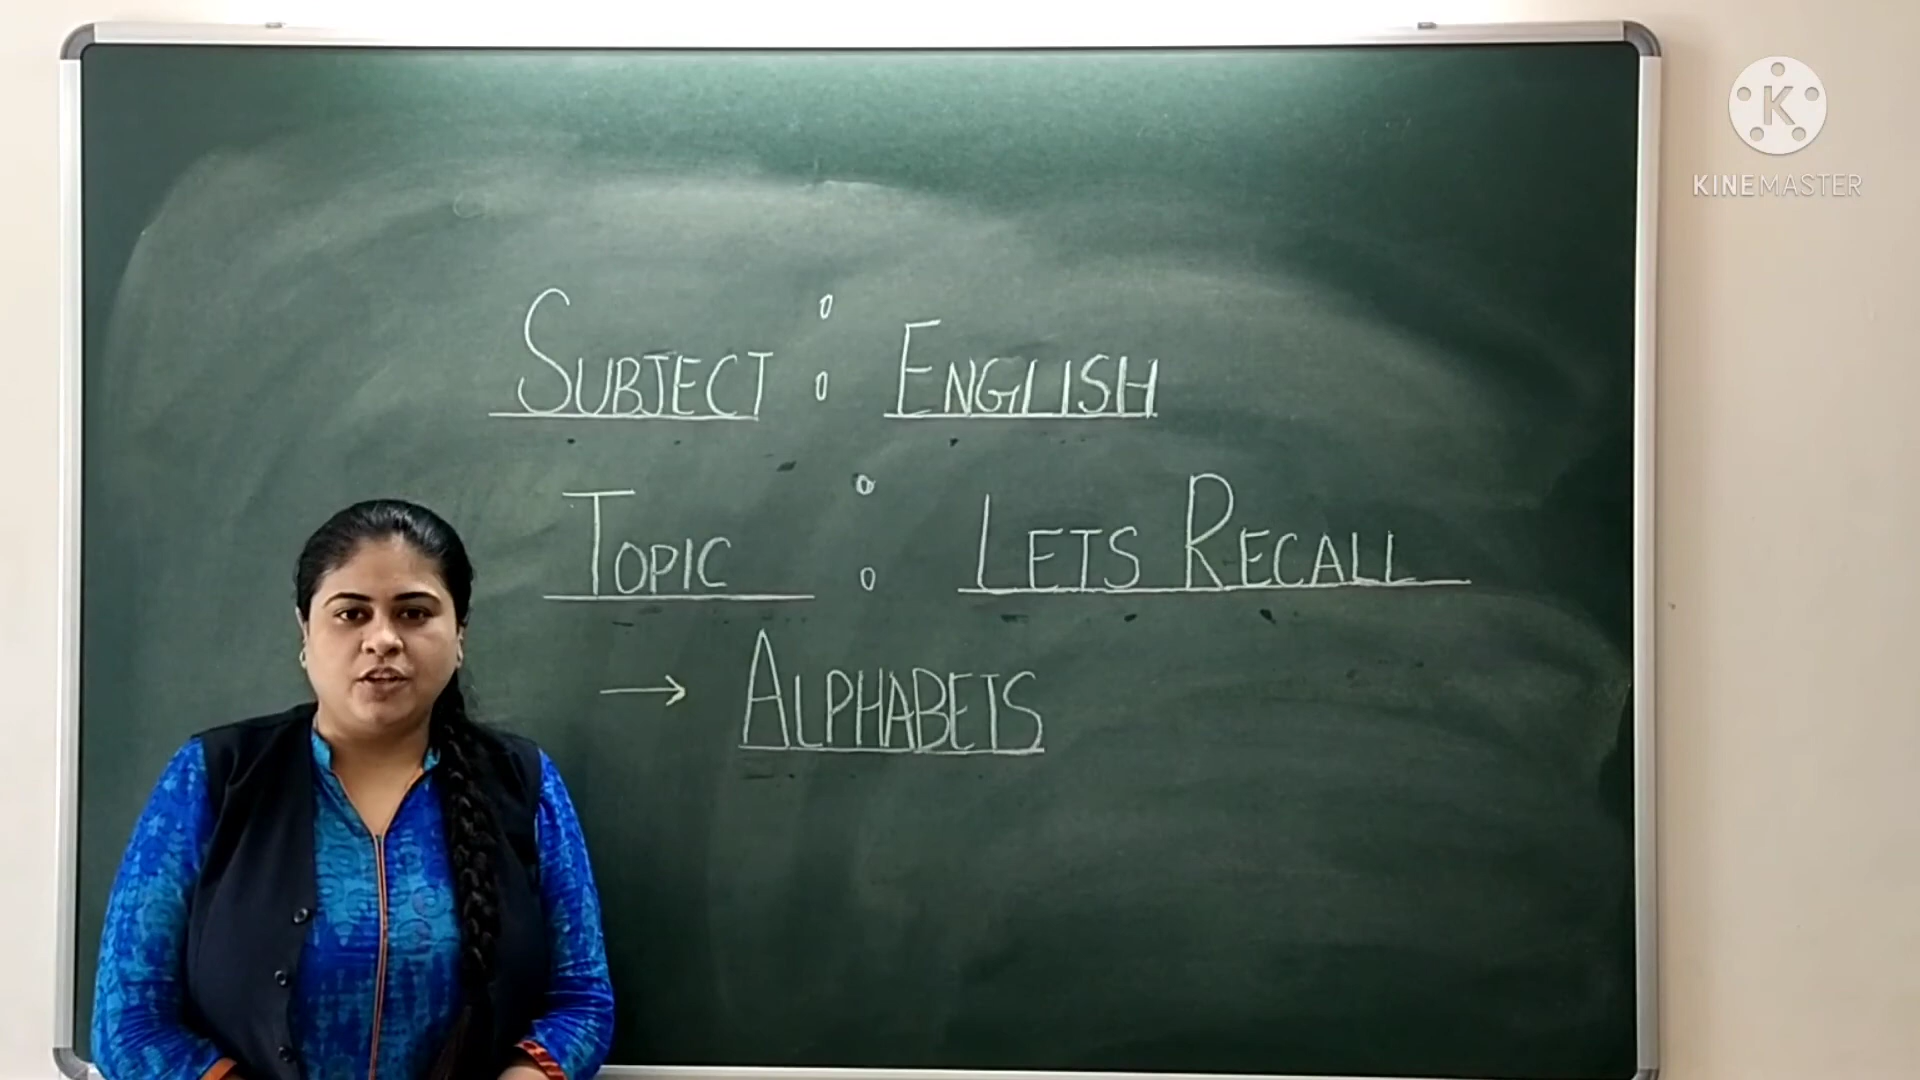 SUBJECT : ENGLISH
TOPIC : LETS RECALL
→ ALPHABETS
K
KINEMASTER